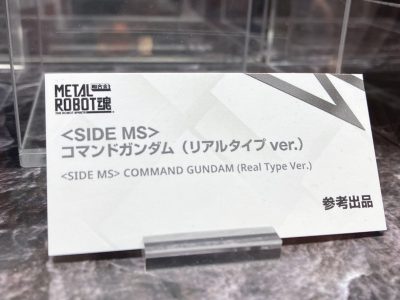 METAL
ROBOT魂
THE ROBOT SPIRITS
<SIDE MS>
コマンドガンダム（リアルタイプ ver.）
<SIDE MS> COMMAND GUNDAM (Real Type Ver.)
参考出品